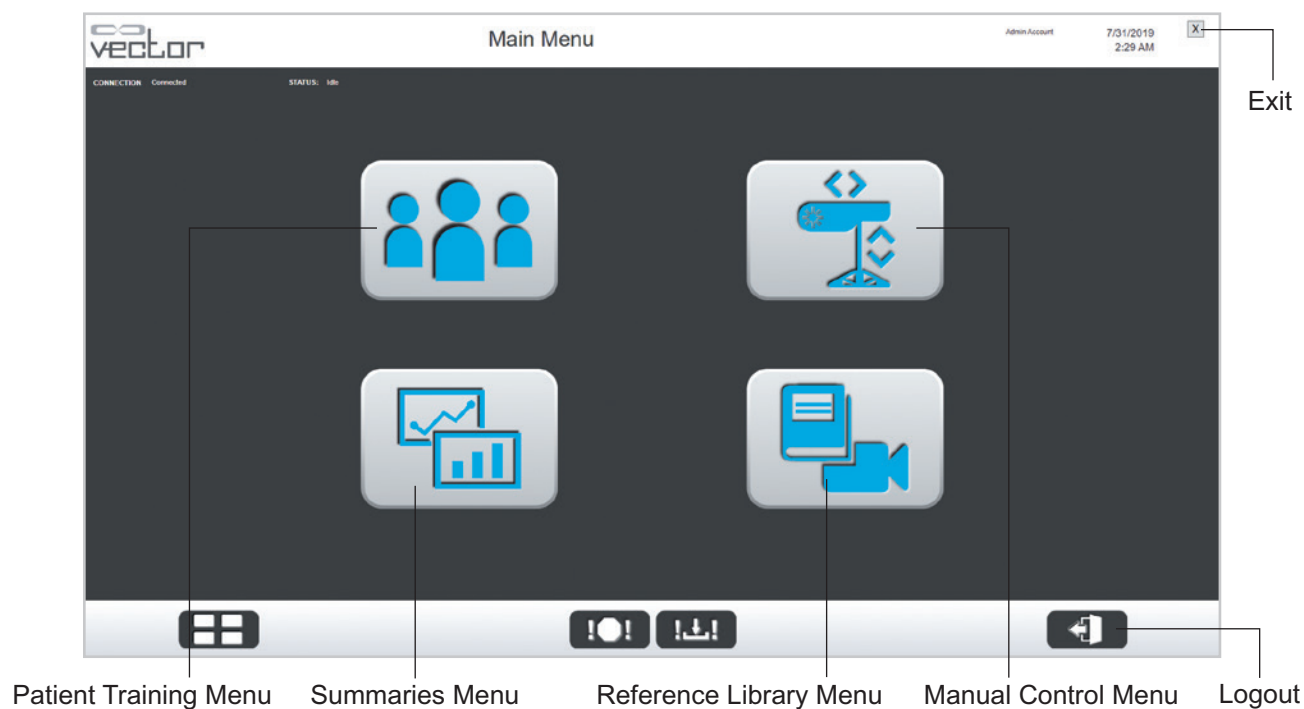 vector
Main Menu
Admin Account
7/31/2019
2:29 AM
X
Exit
CONNECTION Connected
STATUS: Idle
!⬣! !!
Patient Training Menu
Summaries Menu
Reference Library Menu
Manual Control Menu
Logout